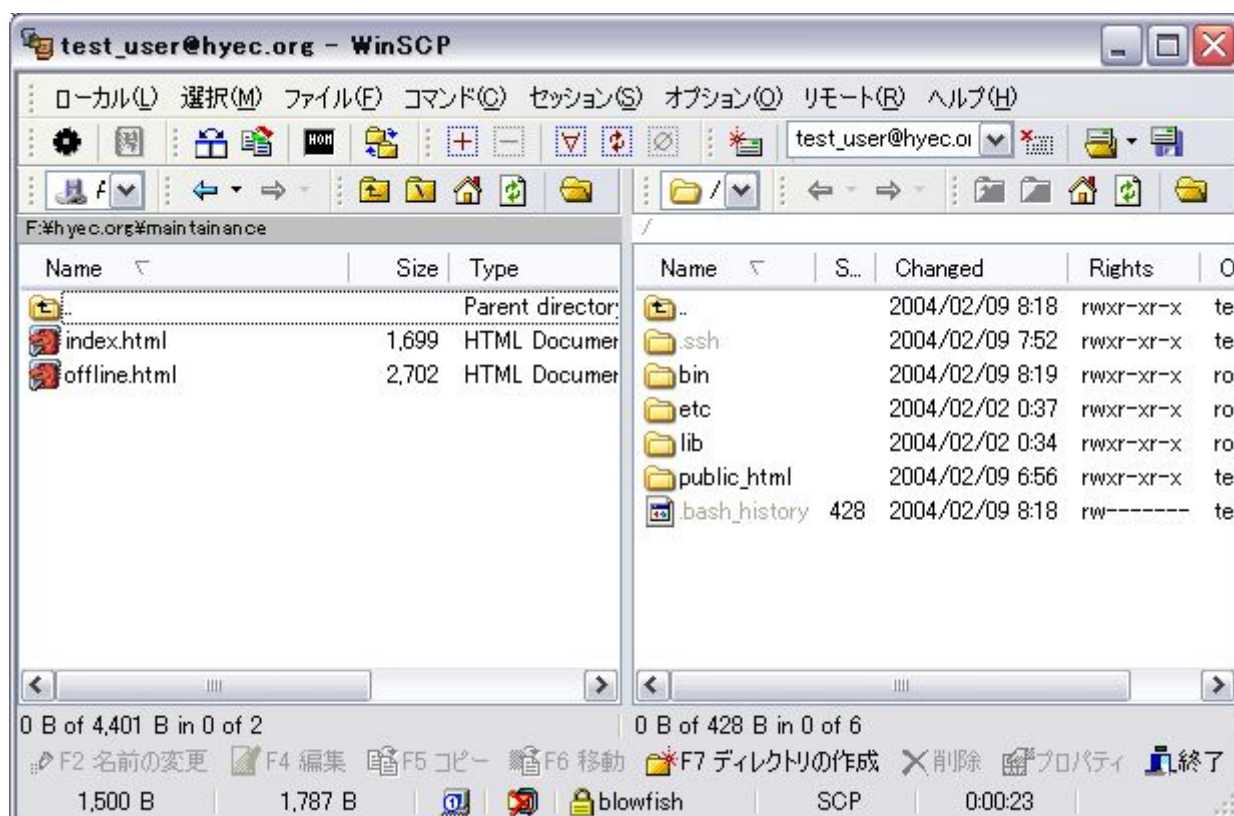 test_user@hyec.org - WinSCP
ローカル(L) 選択(M) ファイル(F) コマンド(C) セッション(S) オプション(O) リモート(R) ヘルプ(H)
test_user@hyec.or
F /
F:¥hyec.org¥maintainance /
Name Size Type Name S... Changed Rights O
.. Parent director .. 2004/02/09 8:18 rwxr-xr-x te
index.html 1,699 HTML Documen .ssh 2004/02/09 7:52 rwxr-xr-x te
offline.html 2,702 HTML Documen bin 2004/02/09 8:19 rwxr-xr-x ro
etc 2004/02/02 0:37 rwxr-xr-x ro
lib 2004/02/02 0:34 rwxr-xr-x ro
public_html 2004/02/09 6:56 rwxr-xr-x te
.bash_history 428 2004/02/09 8:18 rw------- te
0 B of 4,401 B in 0 of 2 0 B of 428 B in 0 of 6
F2 名前の変更 F4 編集 F5 コピー F6 移動 F7 ディレクトリの作成 削除 プロパティ 終了
1,500 B 1,787 B blowfish SCP 0:00:23